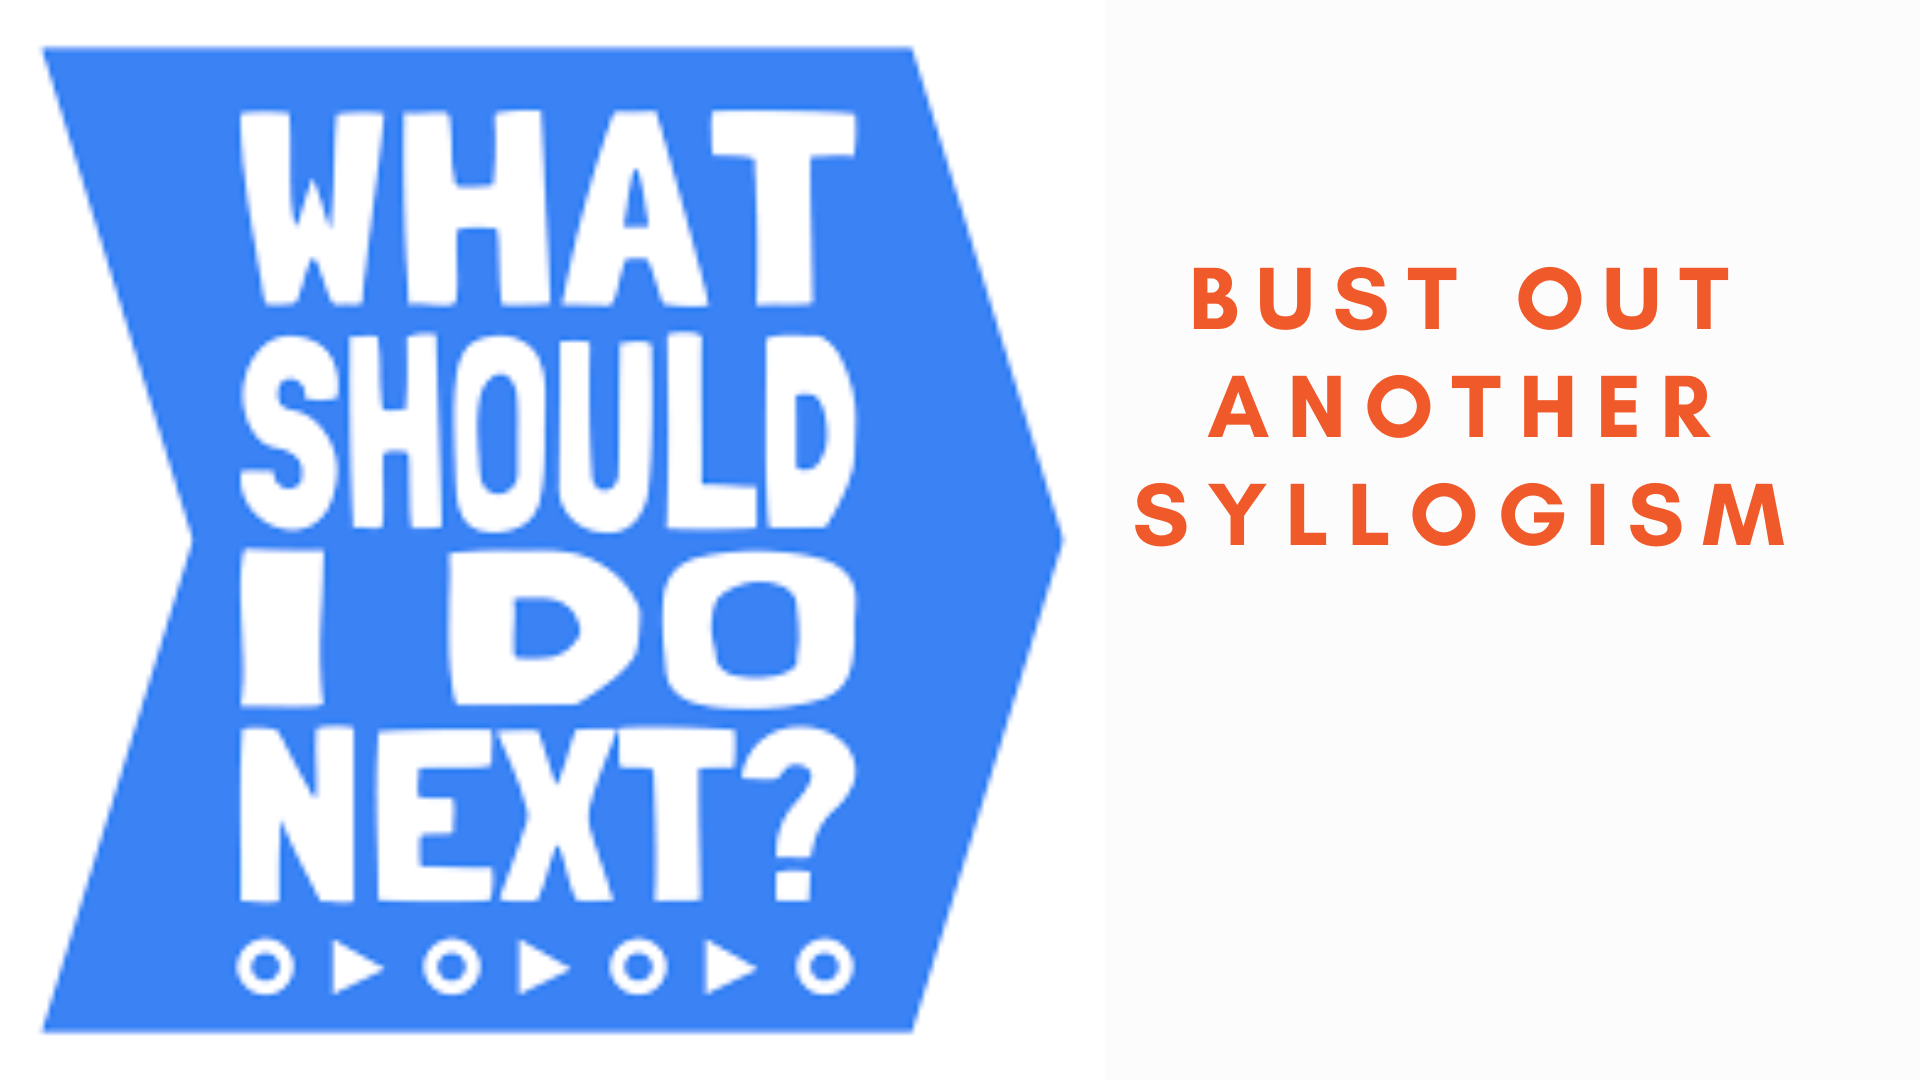 WHAT
SHOULD
I DO
NEXT?
BUST OUT
ANOTHER
SYLLOGISM